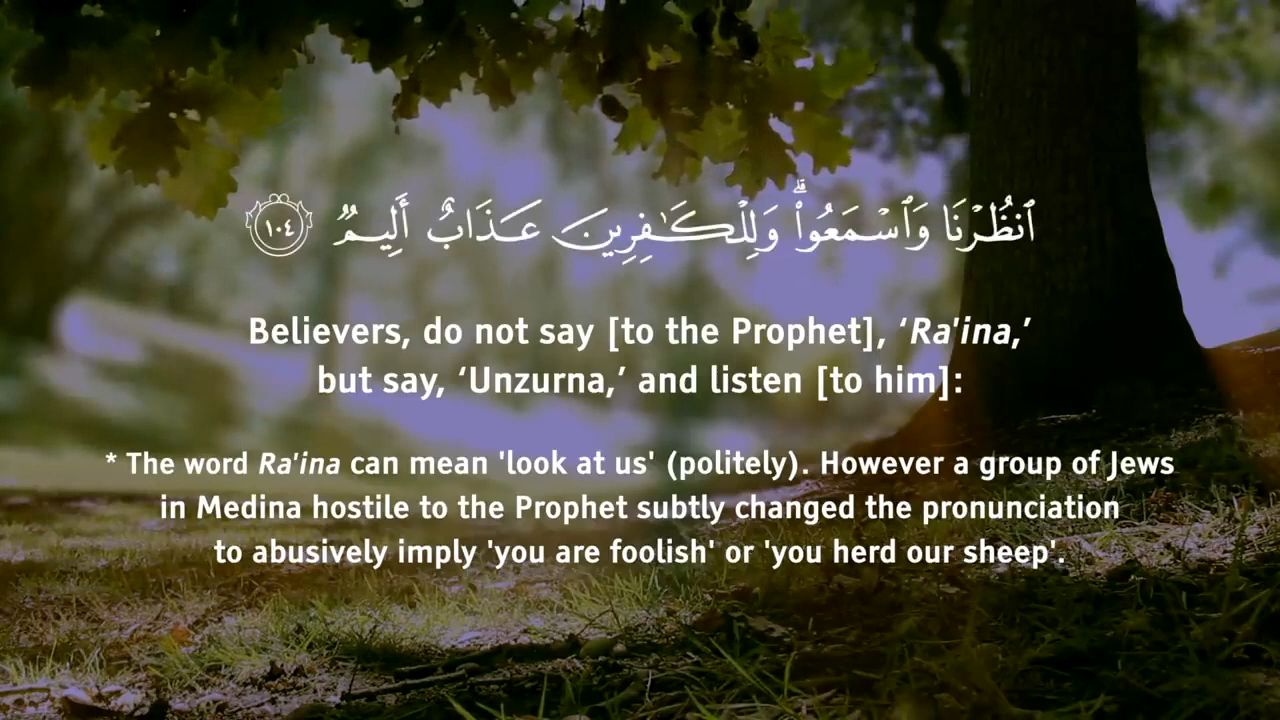 ٱنظُرْنَا وَٱسْمَعُوا۟ ۗ وَلِلْكَـٰفِرِينَ عَذَابٌ أَلِيمٌ ١٠٤
Believers, do not say [to the Prophet], ‘Ra'ina,’
but say, ‘Unzurna,’ and listen [to him]:
* The word Ra'ina can mean 'look at us' (politely). However a group of Jews
in Medina hostile to the Prophet subtly changed the pronunciation
to abusively imply 'you are foolish' or 'you herd our sheep'.